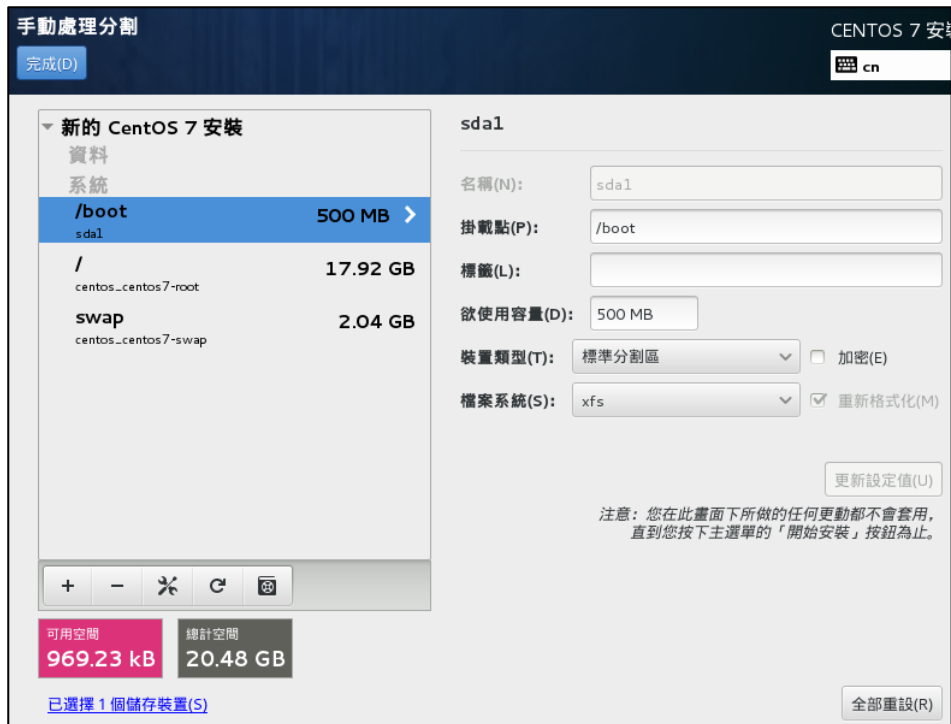 手動處理分割
CENTOS 7 安裝
完成(D)
cn
新的 CentOS 7 安裝
資料
系統
/boot
500 MB
sda1
/
17.92 GB
centos_centos7-root
swap
2.04 GB
centos_centos7-swap
可用空間
969.23 kB
總計空間
20.48 GB
已選擇 1 個儲存裝置(S)
sda1
名稱(N):
sda1
掛載點(P):
/boot
標籤(L):
欲使用容量(D):
500 MB
裝置類型(T):
標準分割區
加密(E)
檔案系統(S):
xfs
重新格式化(M)
更新設定值(U)
注意: 您在此畫面下所做的任何更動都不會套用，
直到您按下主選單的「開始安裝」按鈕為止。
全部重設(R)